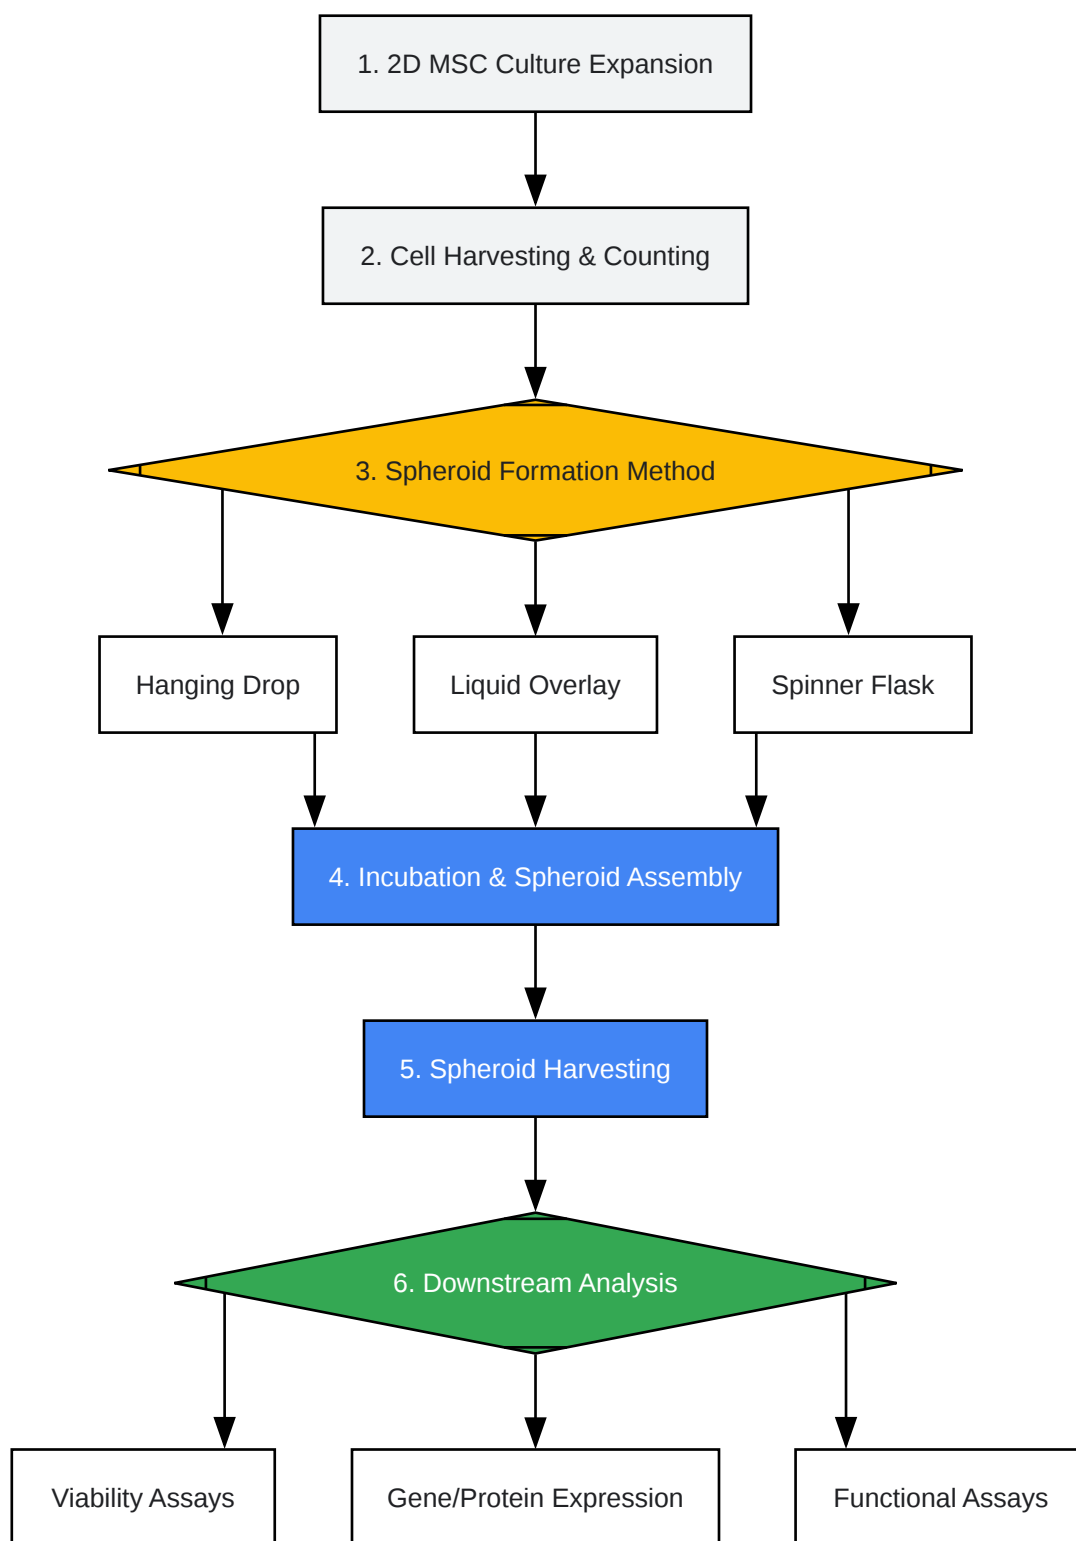 1. 2D MSC Culture Expansion
2. Cell Harvesting & Counting
3. Spheroid Formation Method
Hanging Drop
Liquid Overlay
Spinner Flask
4. Incubation & Spheroid Assembly
5. Spheroid Harvesting
6. Downstream Analysis
Viability Assays
Gene/Protein Expression
Functional Assays